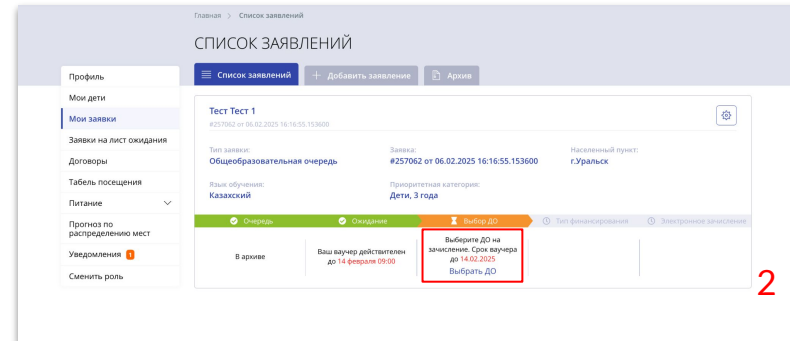 Главная > Список заявлений
СПИСОК ЗАЯВЛЕНИЙ
Профиль
Мои дети
Мои заявки
Заявки на лист ожидания
Договоры
Табель посещения
Питание
Прогноз по
распределению мест
Уведомления 1
Сменить роль
Список заявлений
Добавить заявление
Архив
Тест Тест 1
#257062 от 06.02.2025 16:16:55.153600
Тип заявки:
Общеобразовательная очередь
Заявка:
#257062 от 06.02.2025 16:16:55.153600
Населенный пункт:
г.Уральск
Язык обучения:
Казахский
Приоритетная категория:
Дети, 3 года
Очередь
Ожидание
Выбор ДО
Тип финансирования
Электронное зачисление
В архиве
Ваш ваучер действителен
до 14 февраля 09:00
Выберите ДО на
зачисление. Срок ваучера
до 14.02.2025
Выбрать ДО
2